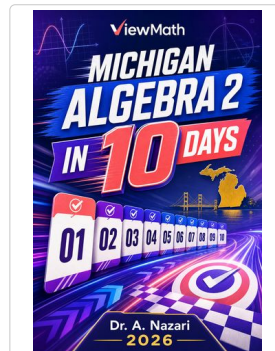 ViewMath
MICHIGAN
ALGEBRA 2
IN 10 DAYS
01 02 03 04 05 06 07 08 09 10
Dr. A. Nazari
2026